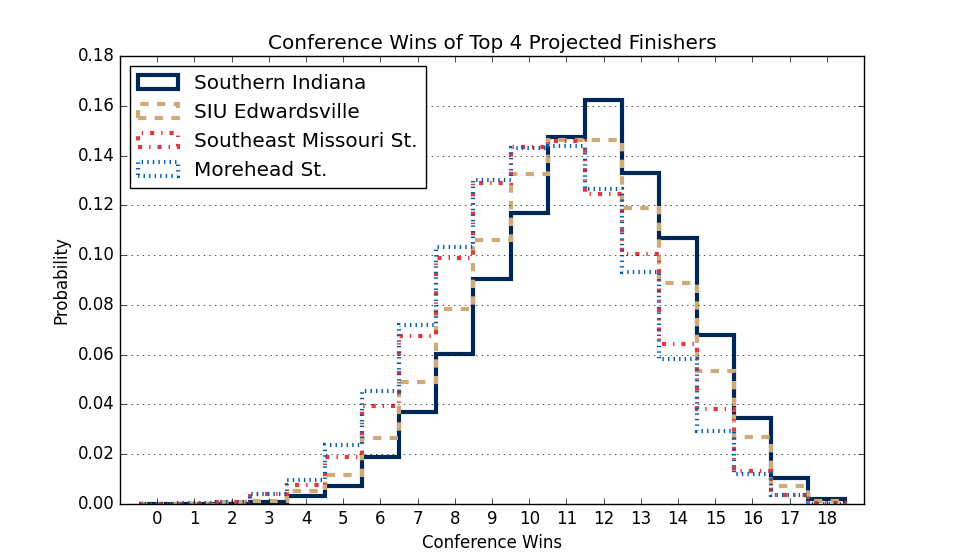 Conference Wins of Top 4 Projected Finishers
Southern Indiana
SIU Edwardsville
Southeast Missouri St.
Morehead St.
Probability
0.18
0.16
0.14
0.12
0.10
0.08
0.06
0.04
0.02
0.00
0 1 2 3 4 5 6 7 8 9 10 11 12 13 14 15 16 17 18
Conference Wins